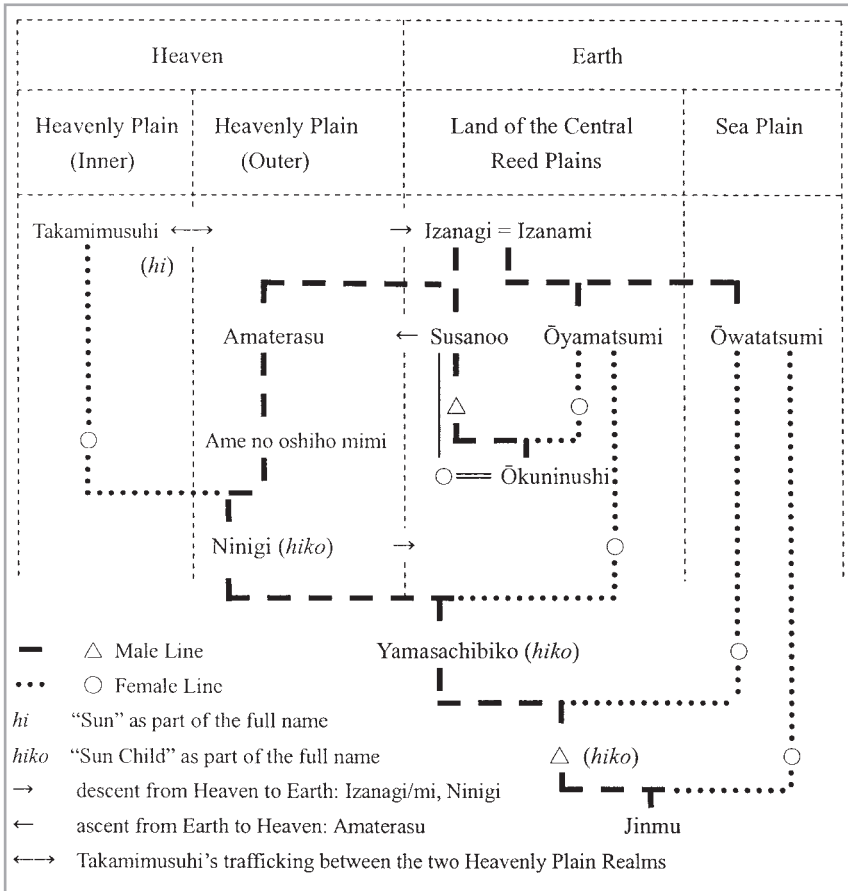 Heaven Earth
Heavenly Plain Heavenly Plain Land of the Central Sea Plain
(Inner) (Outer) Reed Plains
Takamimusuhi ←→ → Izanagi = Izanami
(hi)
Amaterasu ← Susanoo Ōyamatsumi Ōwatatsumi
Ame no oshiho mimi
Ōkuninushi
Ninigi (hiko) →
Yamasachibiko (hiko)
△ Male Line
○ Female Line
hi "Sun" as part of the full name
hiko "Sun Child" as part of the full name
△ (hiko)
→ descent from Heaven to Earth: Izanagi/mi, Ninigi
← ascent from Earth to Heaven: Amaterasu
Jinmu
←→ Takamimusuhi's trafficking between the two Heavenly Plain Realms